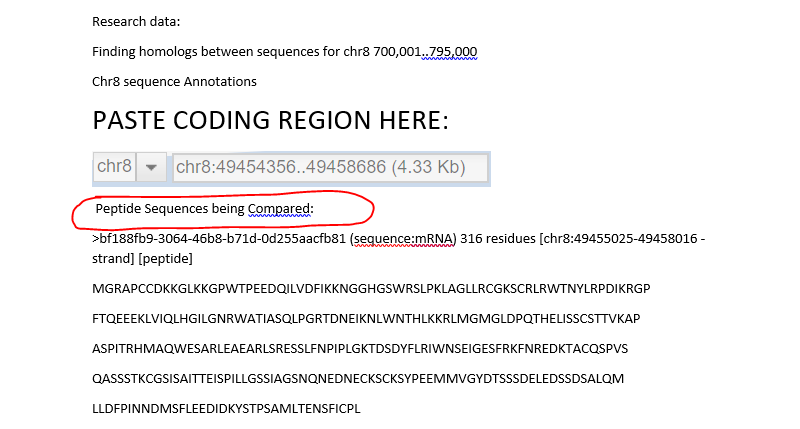 Research data:
Finding homologs between sequences for chr8 700,001..795,000
Chr8 sequence Annotations
PASTE CODING REGION HERE:
chr8 chr8:49454356..49458686 (4.33 Kb)
Peptide Sequences being Compared:
>bf188fb9-3064-46b8-b71d-0d255aacfb81 (sequence:mRNA) 316 residues [chr8:49455025-49458016 -
strand] [peptide]
MGRAPCCDKKGLKKGPWTPEEDQILVDFIKKNGGHGSWRSLPKLAGLLRCGKSCRLRWTNYLRPDIKRGP
FTQEEEKLVIQLHGILGNRWATIASQLPGRTDNEIKNLWNTHLKKRLMGMGLDPQTHELISSCSTTVKAP
ASPITRHMAQWESARLEAEARLSRESSLFNPIPLGKTDSDYFLRIWNSEIGESFRKFNREDKTACQSPVS
QASSSTKCGSISAITTEISPILLGSSIAGSNQNEDNECKSCKSYPEEMMVGYDTSSSDELEDSSDSALQM
LLDFPINNDMSFLEEDIDKYSTPSAMLTENSFICPL